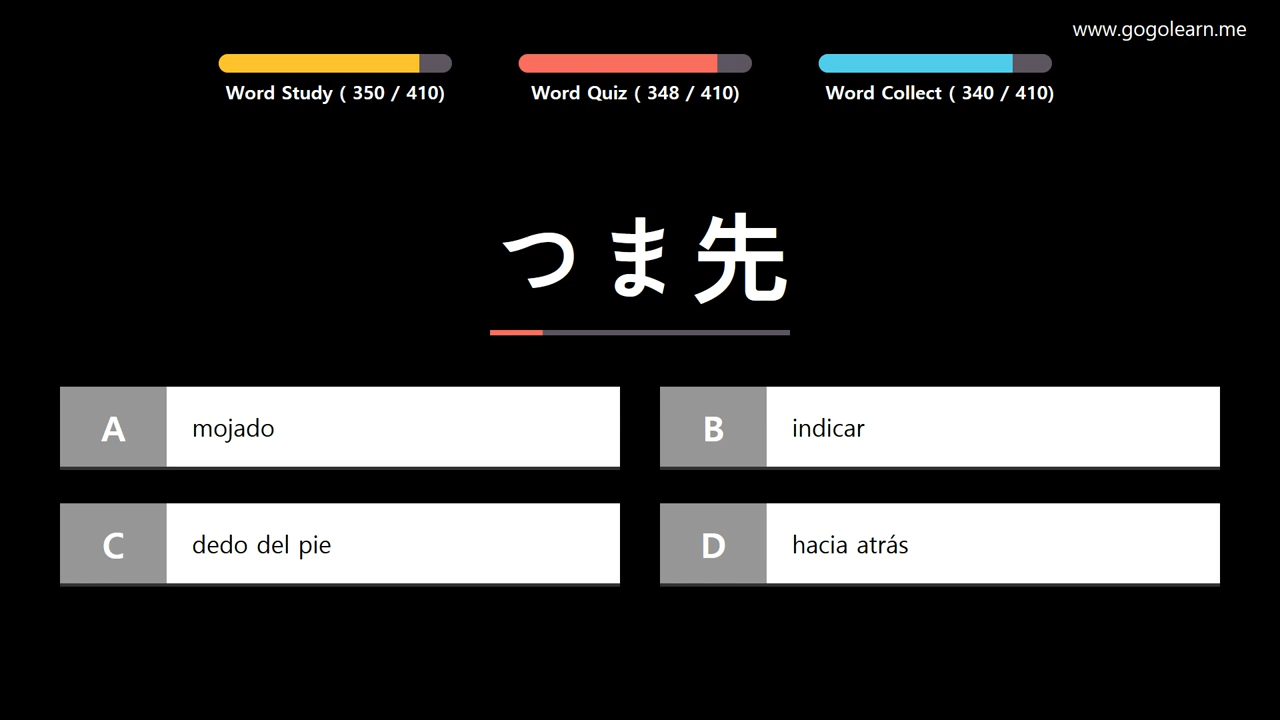 www.gogolearn.me
Word Study ( 350 / 410)
Word Quiz ( 348 / 410)
Word Collect ( 340 / 410)
つま先
A mojado
B indicar
C dedo del pie
D hacia atrás